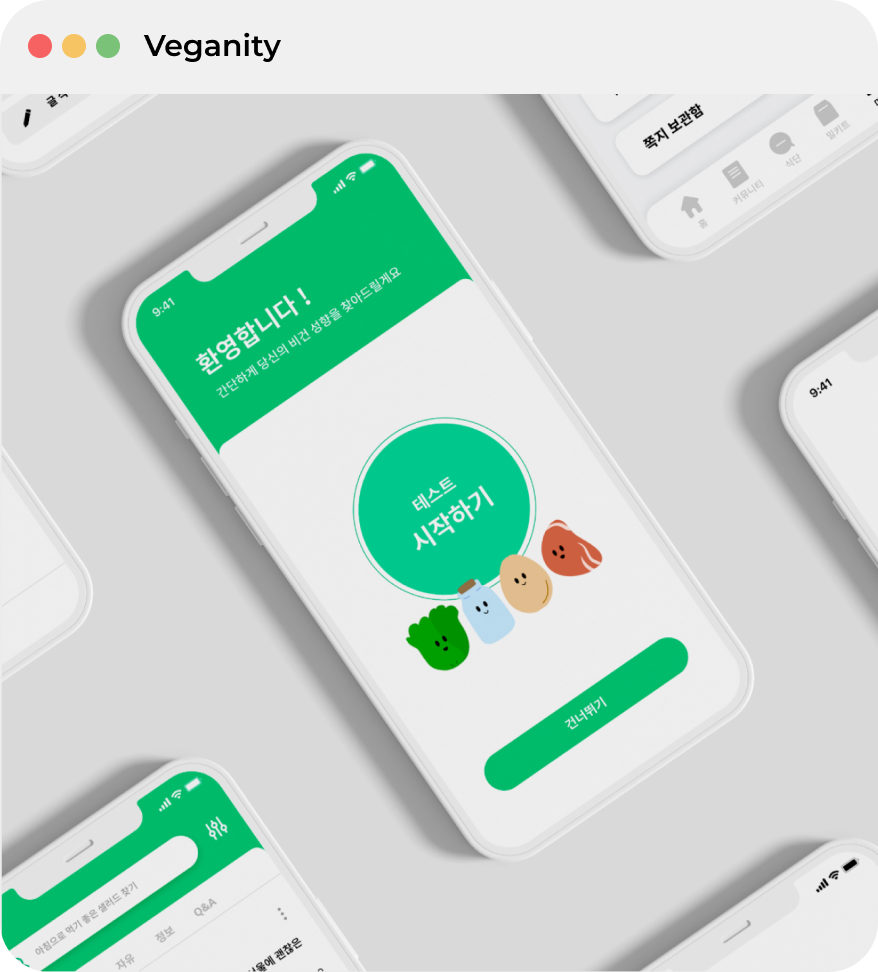 Veganity
쪽지 보관함
홈
커뮤니티
식단
밀키트
9:41
환영합니다 !
간단하게 당신의 비건 성향을 찾아드릴게요
9:41
테스트
시작하기
건너뛰기
아침으로 먹기 좋은 샐러드 찾기
자유
정보
Q&A
괜찮은